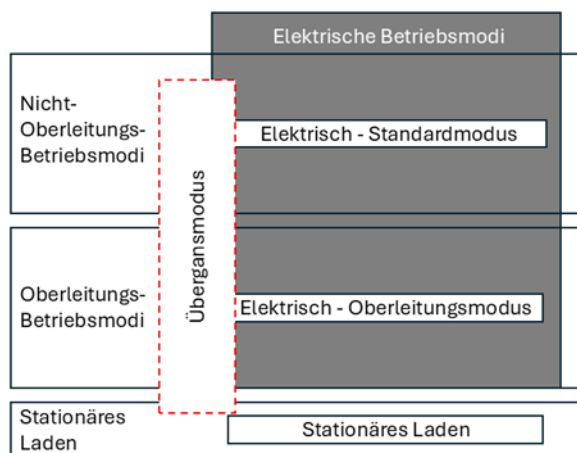 Elektrische Betriebsmodi
Nicht-
Oberleitungs-
Betriebsmodi
Elektrisch - Standardmodus
Übergansmodus
Oberleitungs-
Betriebsmodi
Elektrisch - Oberleitungsmodus
Stationäres
Laden
Stationäres Laden